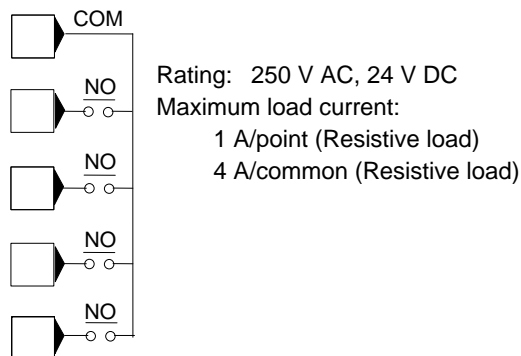 COM
NO
NO
NO
NO
Rating: 250 V AC, 24 V DC
Maximum load current:
1 A/point (Resistive load)
4 A/common (Resistive load)